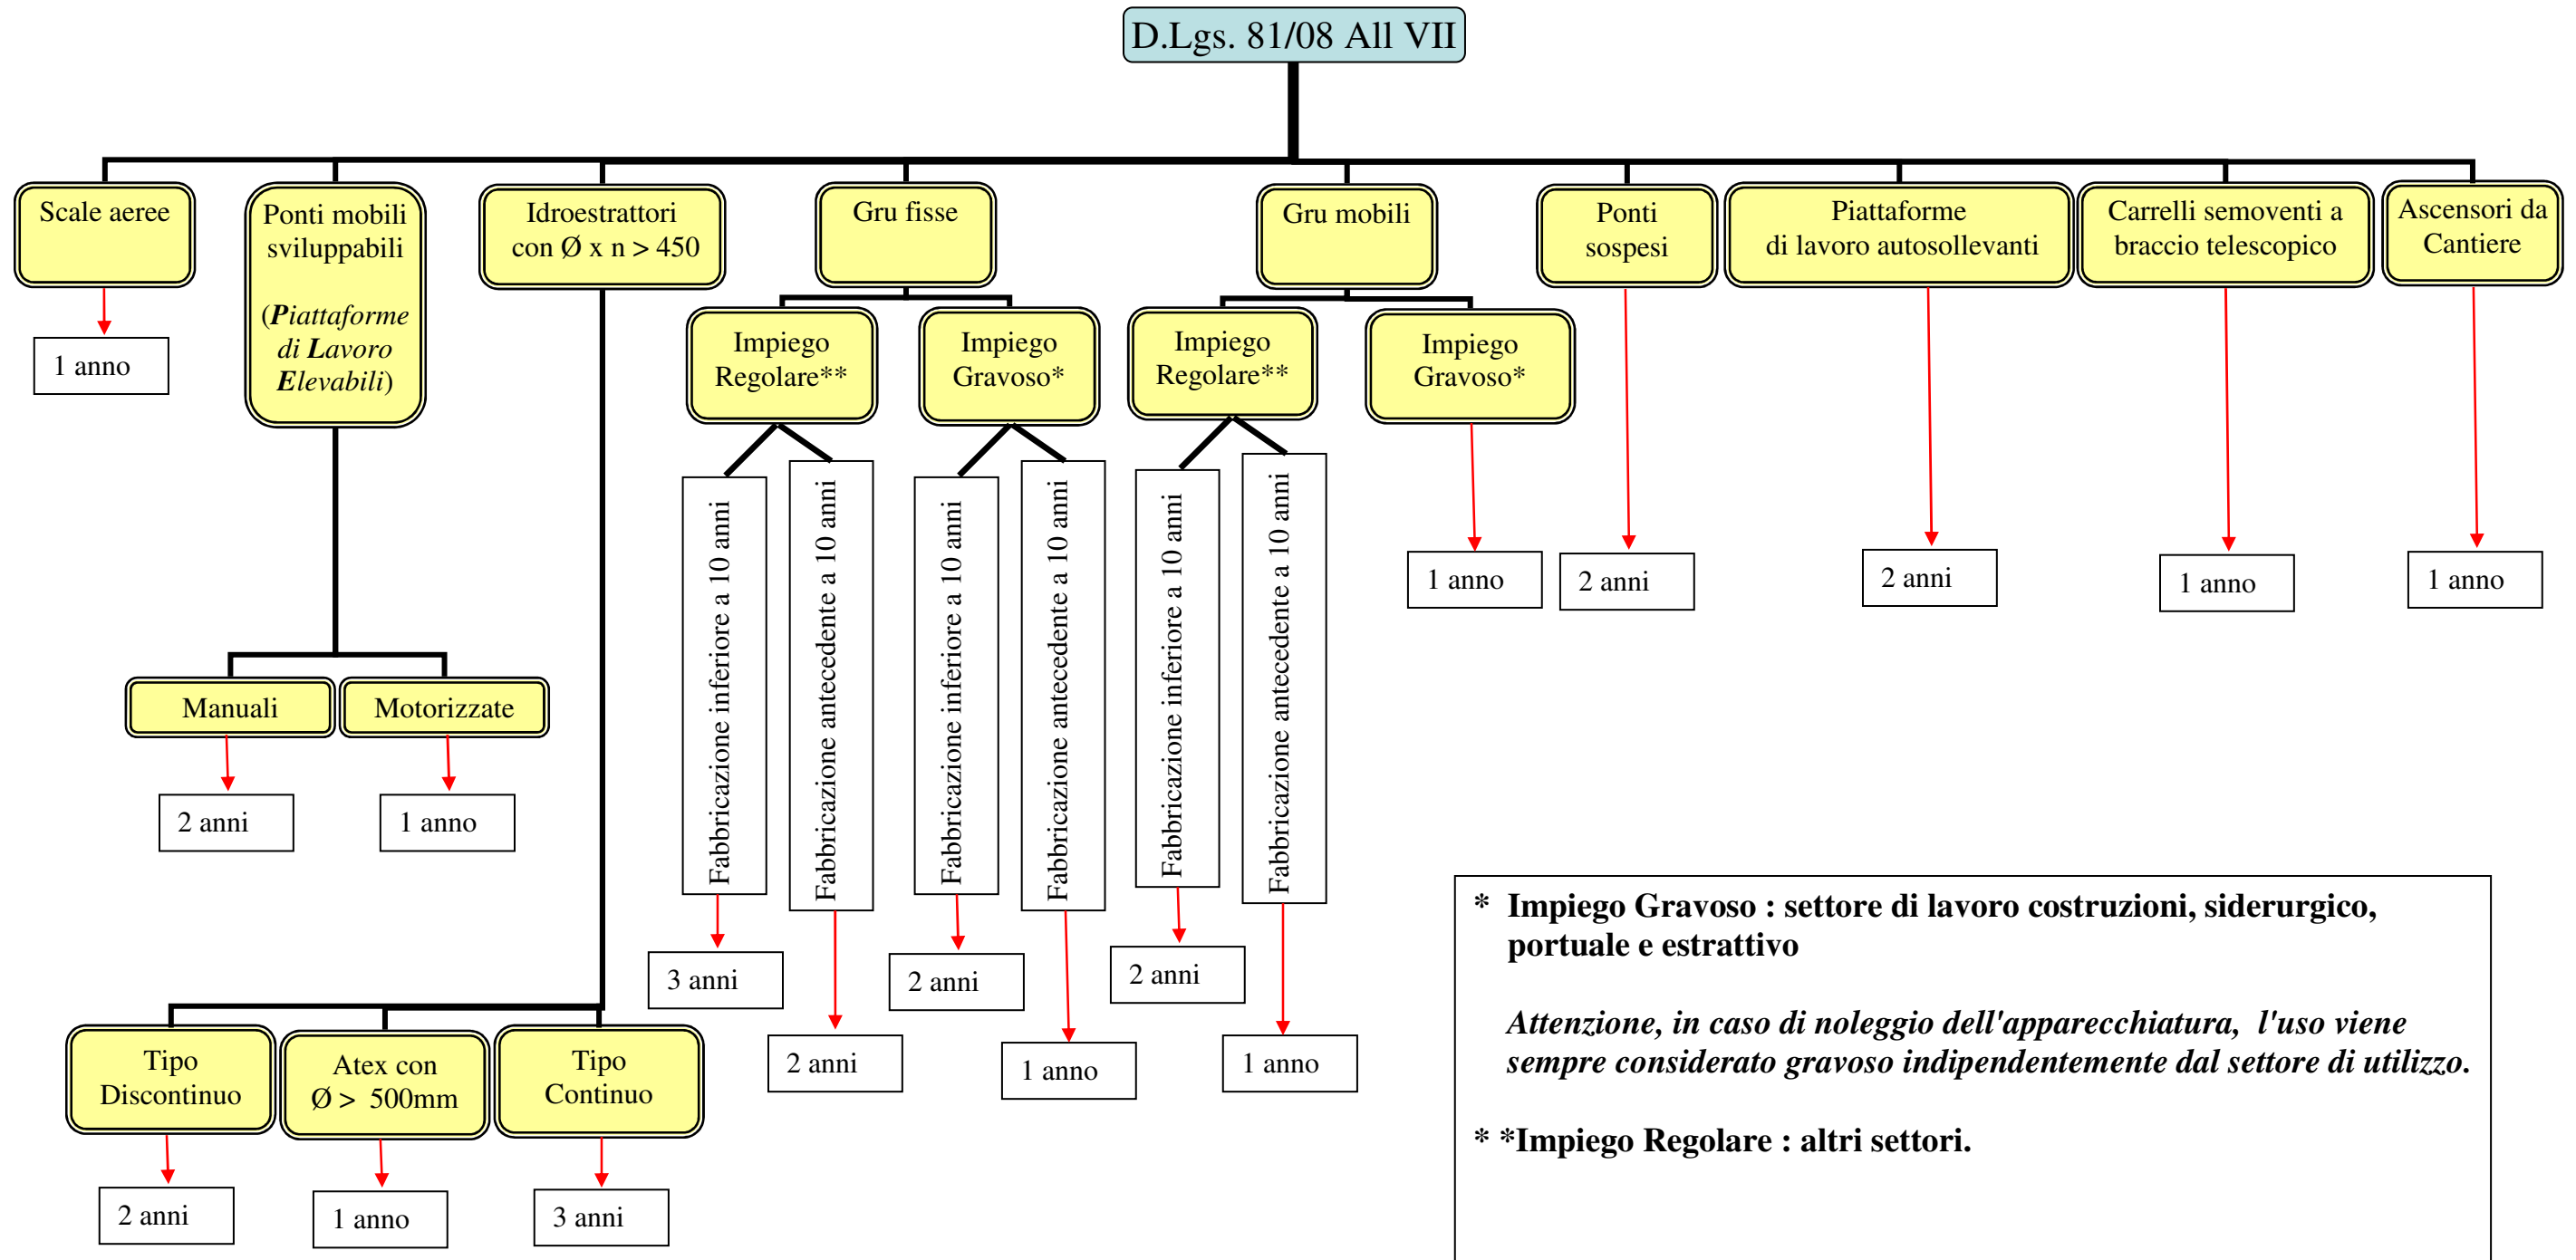 D.Lgs. 81/08 All VII
Scale aeree
1 anno
Ponti mobili
sviluppabili
(Piattaforme
di Lavoro
Elevabili)
Manuali
2 anni
Motorizzate
1 anno
Idroestrattori
con Ø x n > 450
Tipo
Discontinuo
2 anni
Atex con
Ø > 500mm
1 anno
Tipo
Continuo
3 anni
Gru fisse
Impiego
Regolare**
Fabbricazione inferiore a 10 anni
3 anni
Fabbricazione antecedente a 10 anni
2 anni
Impiego
Gravoso*
Fabbricazione inferiore a 10 anni
2 anni
Fabbricazione antecedente a 10 anni
1 anno
Gru mobili
Impiego
Regolare**
Fabbricazione inferiore a 10 anni
2 anni
Fabbricazione antecedente a 10 anni
1 anno
Impiego
Gravoso*
1 anno
Ponti
sospesi
2 anni
Piattaforme
di lavoro autosollevanti
2 anni
Carrelli semoventi a
braccio telescopico
1 anno
Ascensori da
Cantiere
1 anno
* Impiego Gravoso : settore di lavoro costruzioni, siderurgico,
portuale e estrattivo
Attenzione, in caso di noleggio dell'apparecchiatura, l'uso viene
sempre considerato gravoso indipendentemente dal settore di utilizzo.
* *Impiego Regolare : altri settori.